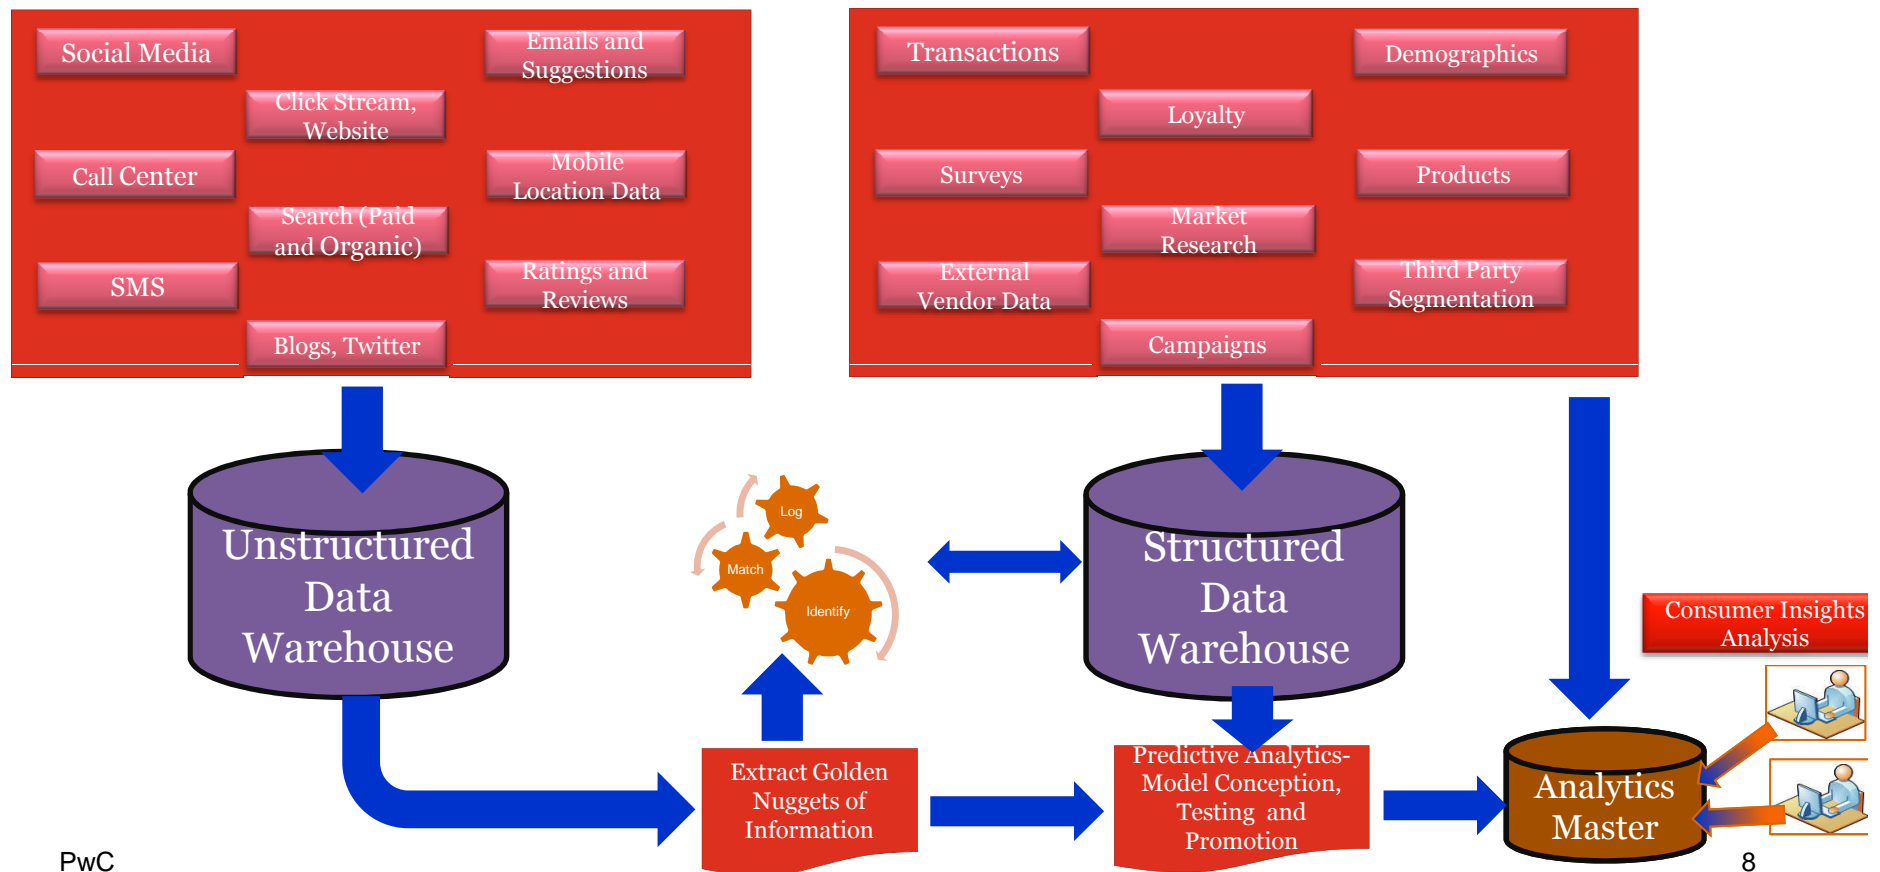 Social Media
Emails and
Suggestions
Click Stream,
Website
Call Center
Mobile
Location Data
Search (Paid
and Organic)
SMS
Ratings and
Reviews
Blogs, Twitter
Transactions
Demographics
Loyalty
Surveys
Products
Market
Research
External
Vendor Data
Third Party
Segmentation
Campaigns
Unstructured
Data
Warehouse
Log
Match
Identify
Structured
Data
Warehouse
Consumer Insights
Analysis
Extract Golden
Nuggets of
Information
Predictive Analytics-
Model Conception,
Testing and
Promotion
Analytics
Master
PwC
8